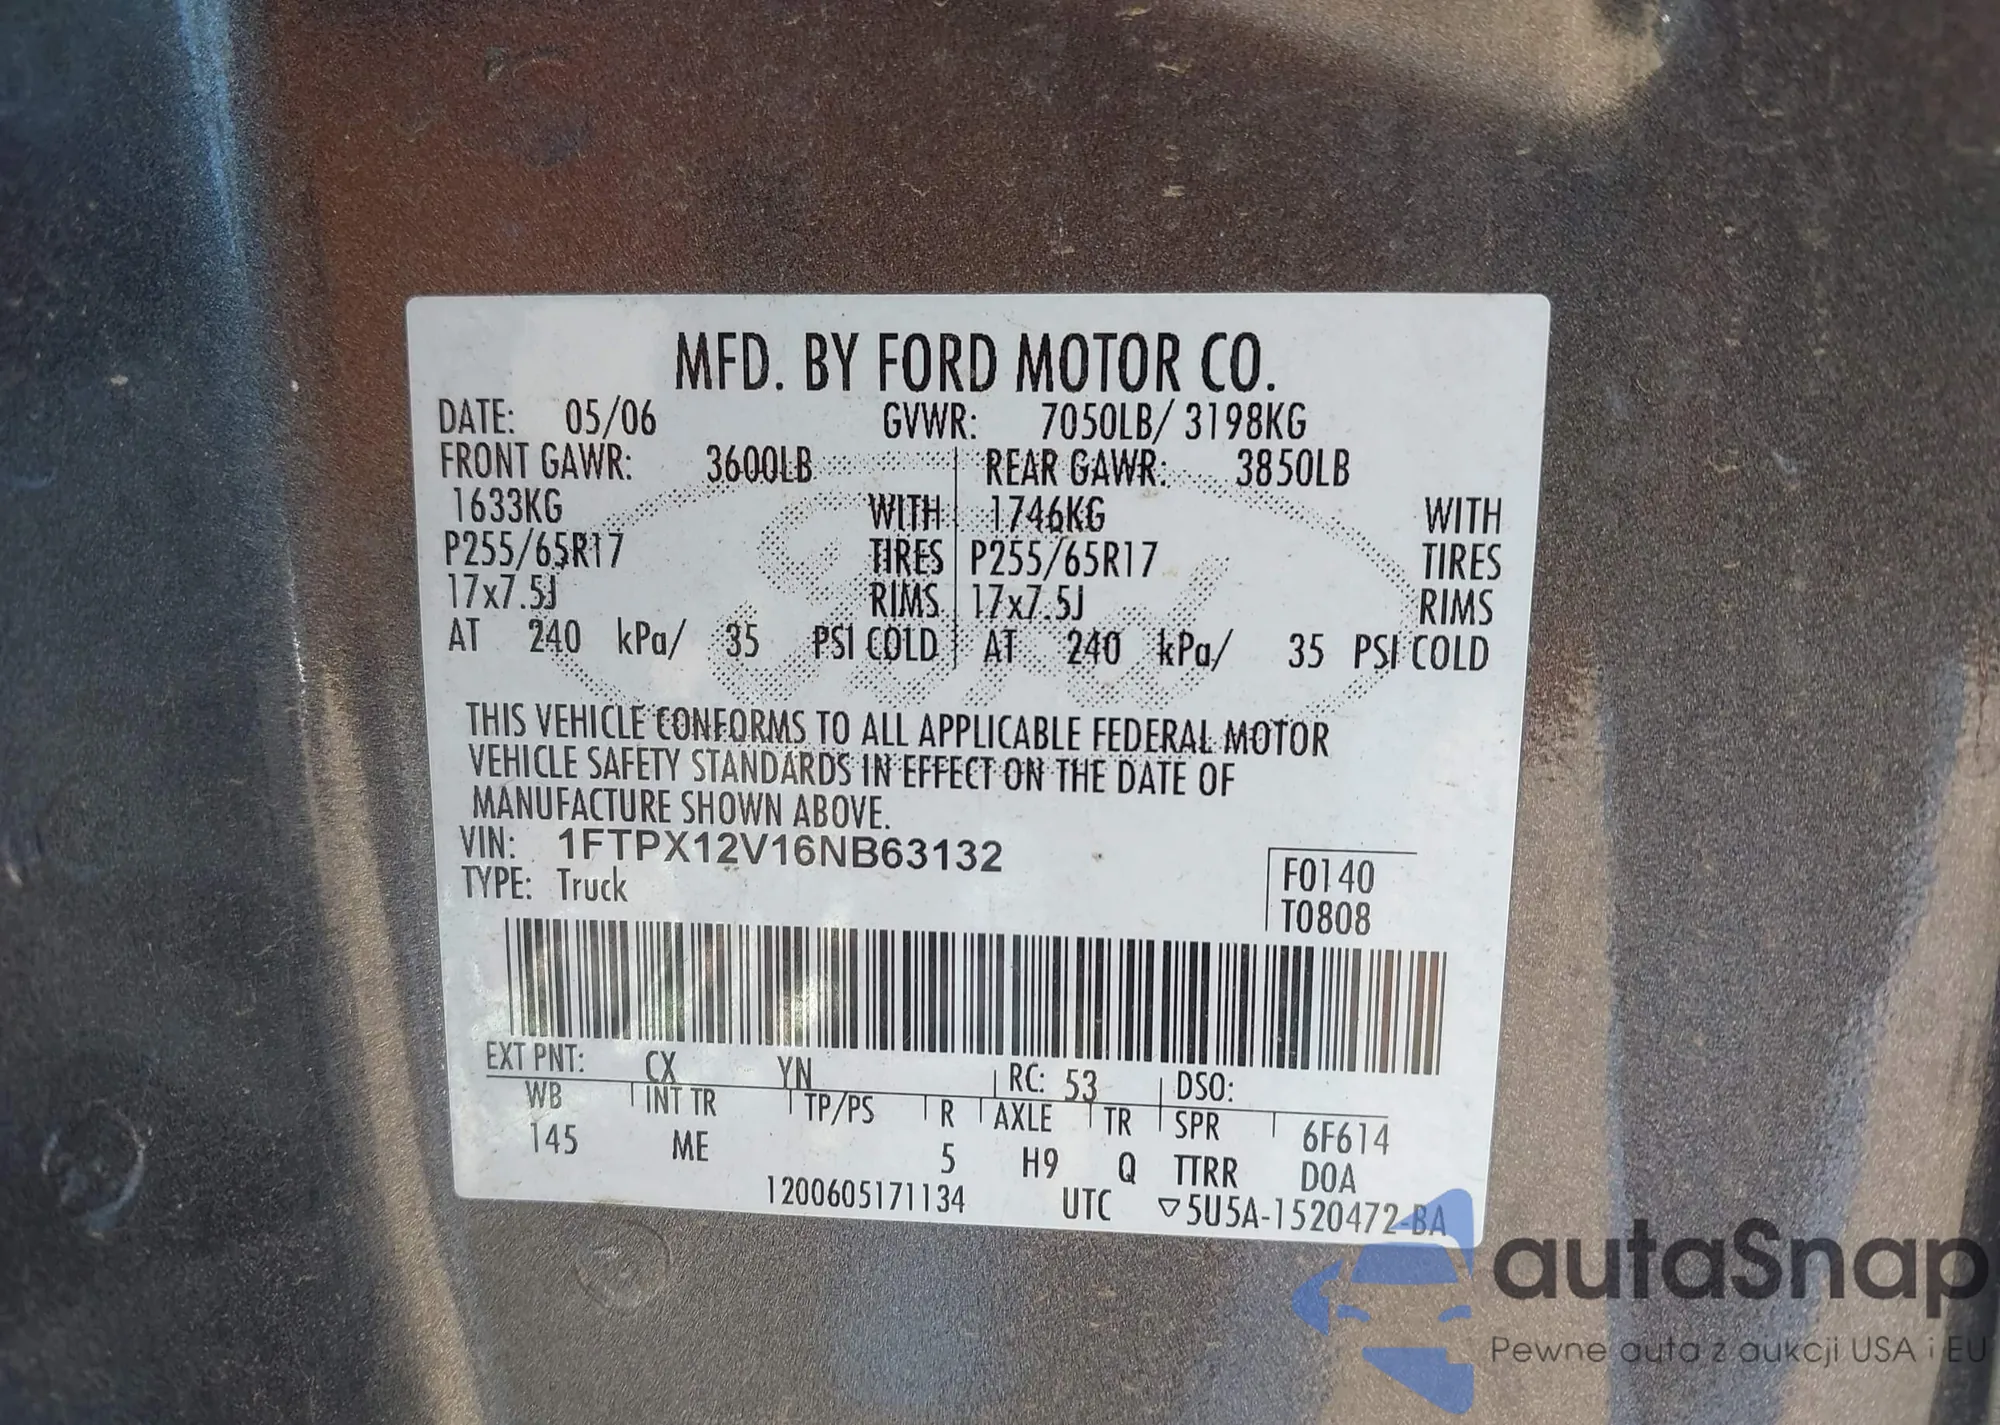 MFD. BY FORD MOTOR CO.
DATE: 05/06 GVWR: 7050LB/ 3198KG
FRONT GAWR: 3600LB REAR GAWR: 3850LB
1633KG WITH 1746KG WITH
P255/65R17 TIRES P255/65R17 TIRES
17x7.5J RIMS 17x7.5J RIMS
AT 240 kPa/ 35 PSI COLD AT 240 kPa/ 35 PSI COLD
THIS VEHICLE CONFORMS TO ALL APPLICABLE FEDERAL MOTOR
VEHICLE SAFETY STANDARDS IN EFFECT ON THE DATE OF
MANUFACTURE SHOWN ABOVE.
VIN: 1FTPX12V16NB63132
TYPE: Truck
F0140
T0808
EXT PNT: CX YN RC: 53 DSO:
WB INT TR TP/PS R AXLE TR SPR 6F614
145 ME 5 H9 Q TTRR DOA
1200605171134 UTC ▽5U5A-1520472-BA
autaSnap
Pewne auta z aukcji USA i EU